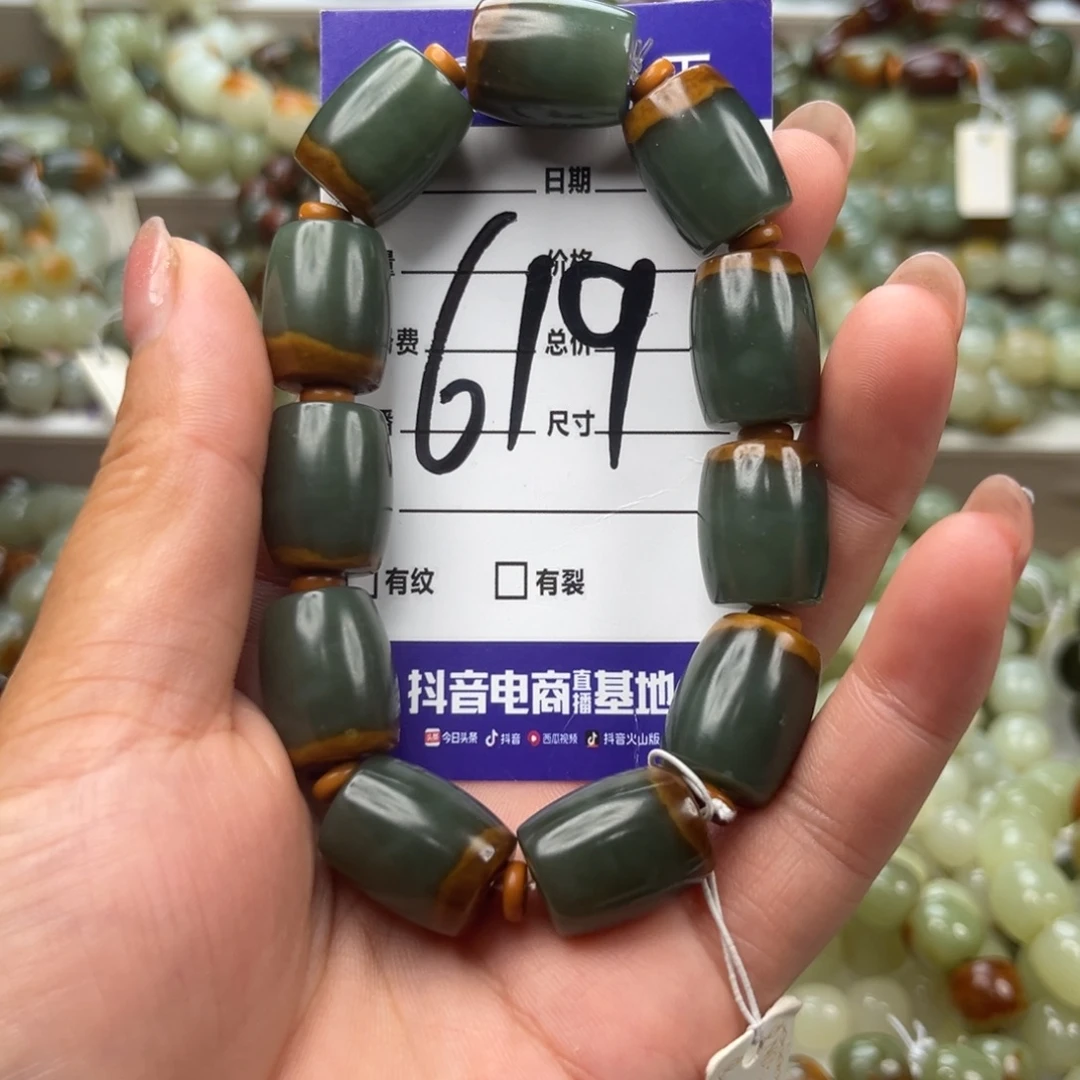 日期
价格
费
总价
尺寸
619
有纹 有裂
抖音电商直播基地
今日头条 抖音 西瓜视频 抖音火山版